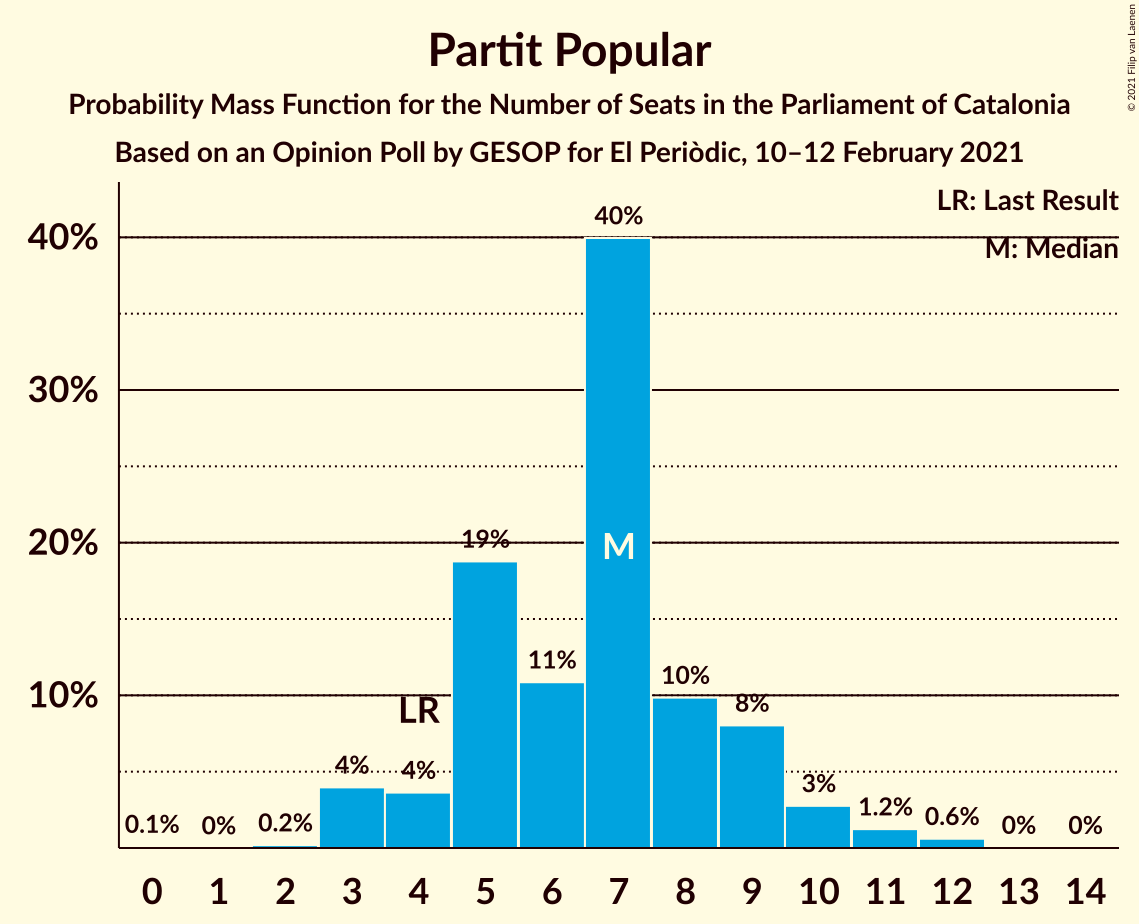 Partit Popular
Probability Mass Function for the Number of Seats in the Parliament of Catalonia
Based on an Opinion Poll by GESOP for El Periòdic, 10–12 February 2021
© 2021 Filip van Laenen
LR: Last Result
M: Median
40%
30%
20%
10%
0.1%
0%
0.2%
4%
4%
LR
19%
11%
40%
M
10%
8%
3%
1.2%
0.6%
0%
0%
0 1 2 3 4 5 6 7 8 9 10 11 12 13 14